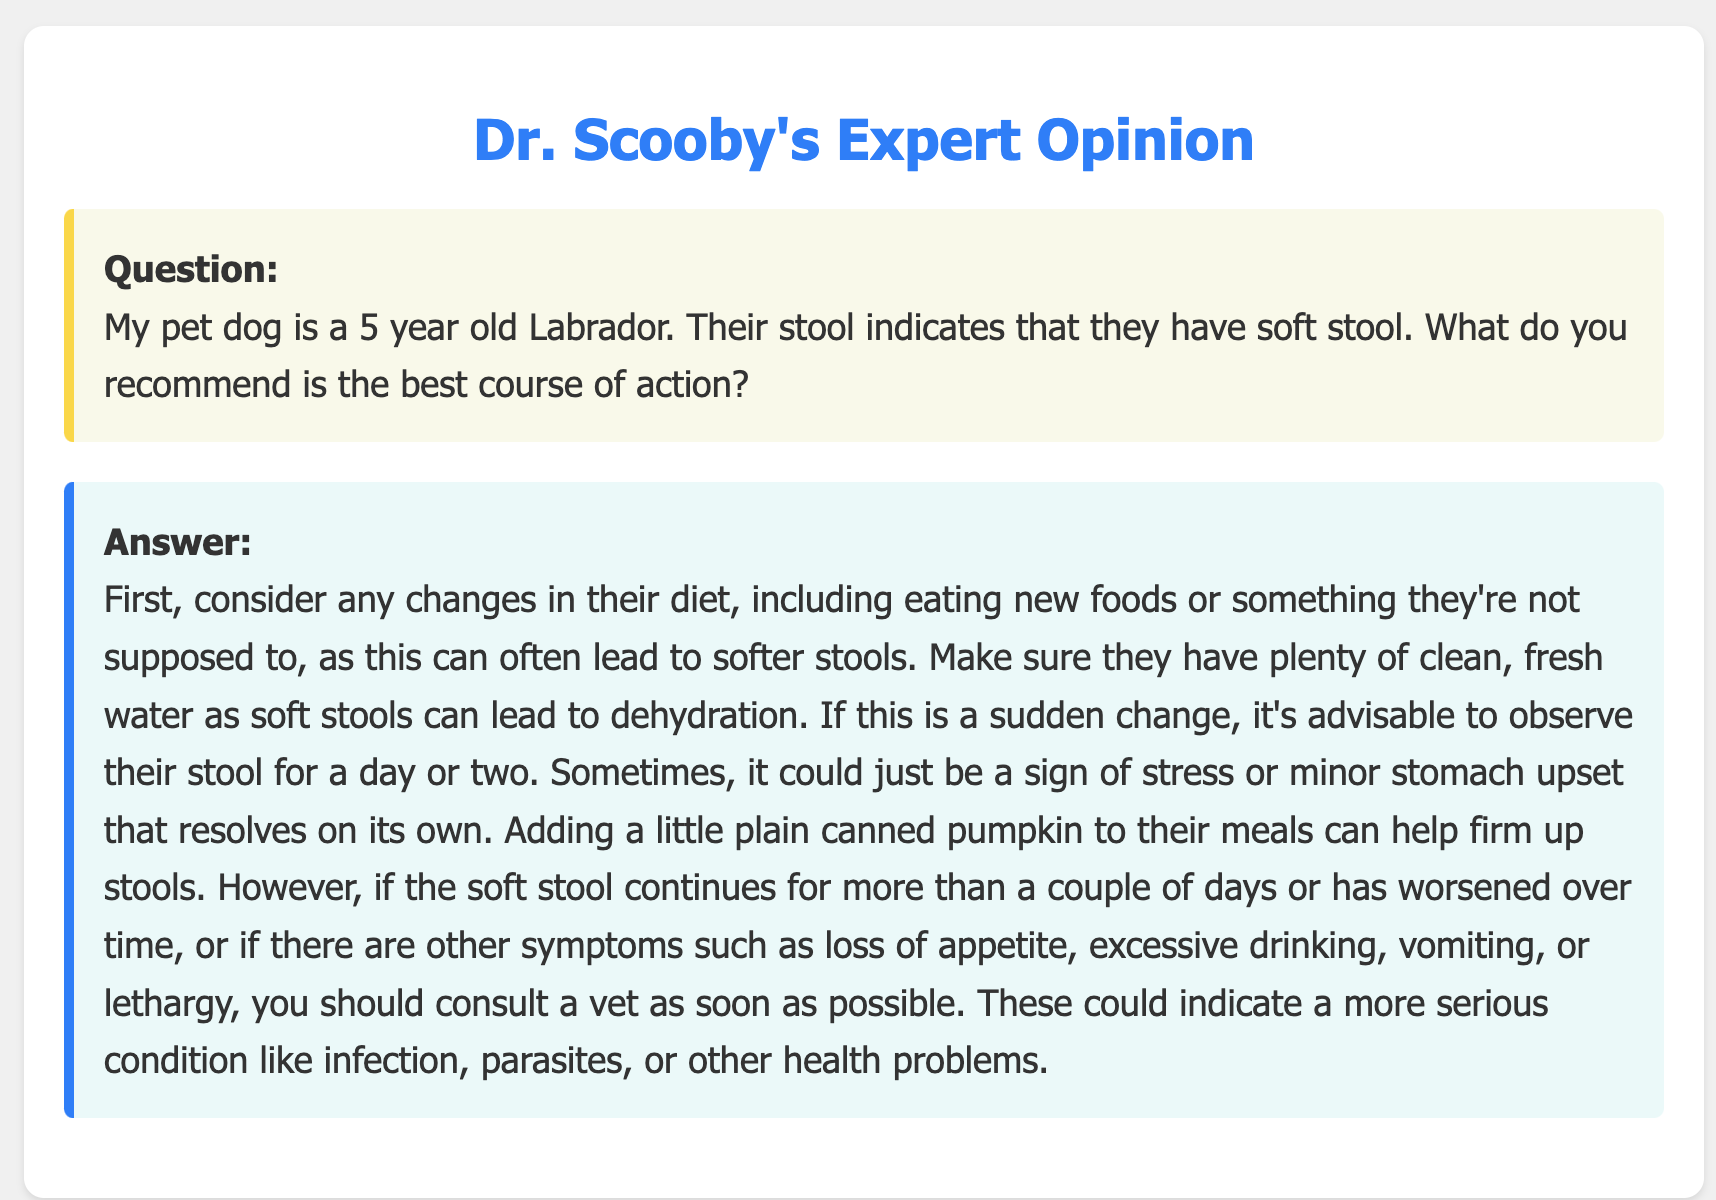 Dr. Scooby's Expert Opinion
Question:
My pet dog is a 5 year old Labrador. Their stool indicates that they have soft stool. What do you
recommend is the best course of action?
Answer:
First, consider any changes in their diet, including eating new foods or something they're not
supposed to, as this can often lead to softer stools. Make sure they have plenty of clean, fresh
water as soft stools can lead to dehydration. If this is a sudden change, it's advisable to observe
their stool for a day or two. Sometimes, it could just be a sign of stress or minor stomach upset
that resolves on its own. Adding a little plain canned pumpkin to their meals can help firm up
stools. However, if the soft stool continues for more than a couple of days or has worsened over
time, or if there are other symptoms such as loss of appetite, excessive drinking, vomiting, or
lethargy, you should consult a vet as soon as possible. These could indicate a more serious
condition like infection, parasites, or other health problems.